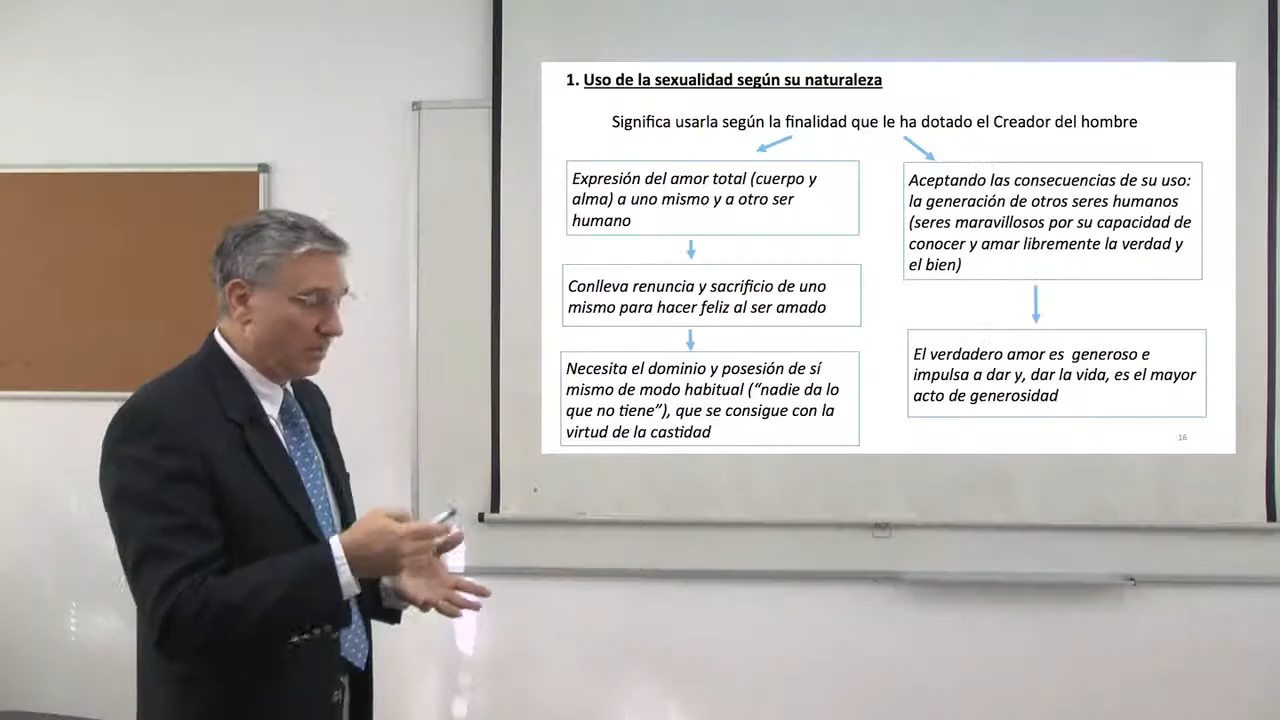 1. Uso de la sexualidad según su naturaleza
Significa usarla según la finalidad que le ha dotado el Creador del hombre
Expresión del amor total (cuerpo y
alma) a uno mismo y a otro ser
humano
Conlleva renuncia y sacrificio de uno
mismo para hacer feliz al ser amado
Necesita el dominio y posesión de sí
mismo de modo habitual (“nadie da lo
que no tiene”), que se consigue con la
virtud de la castidad
Aceptando las consecuencias de su uso:
la generación de otros seres humanos
(seres maravillosos por su capacidad de
conocer y amar libremente la verdad y
el bien)
El verdadero amor es generoso e
impulsa a dar y, dar la vida, es el mayor
acto de generosidad
16